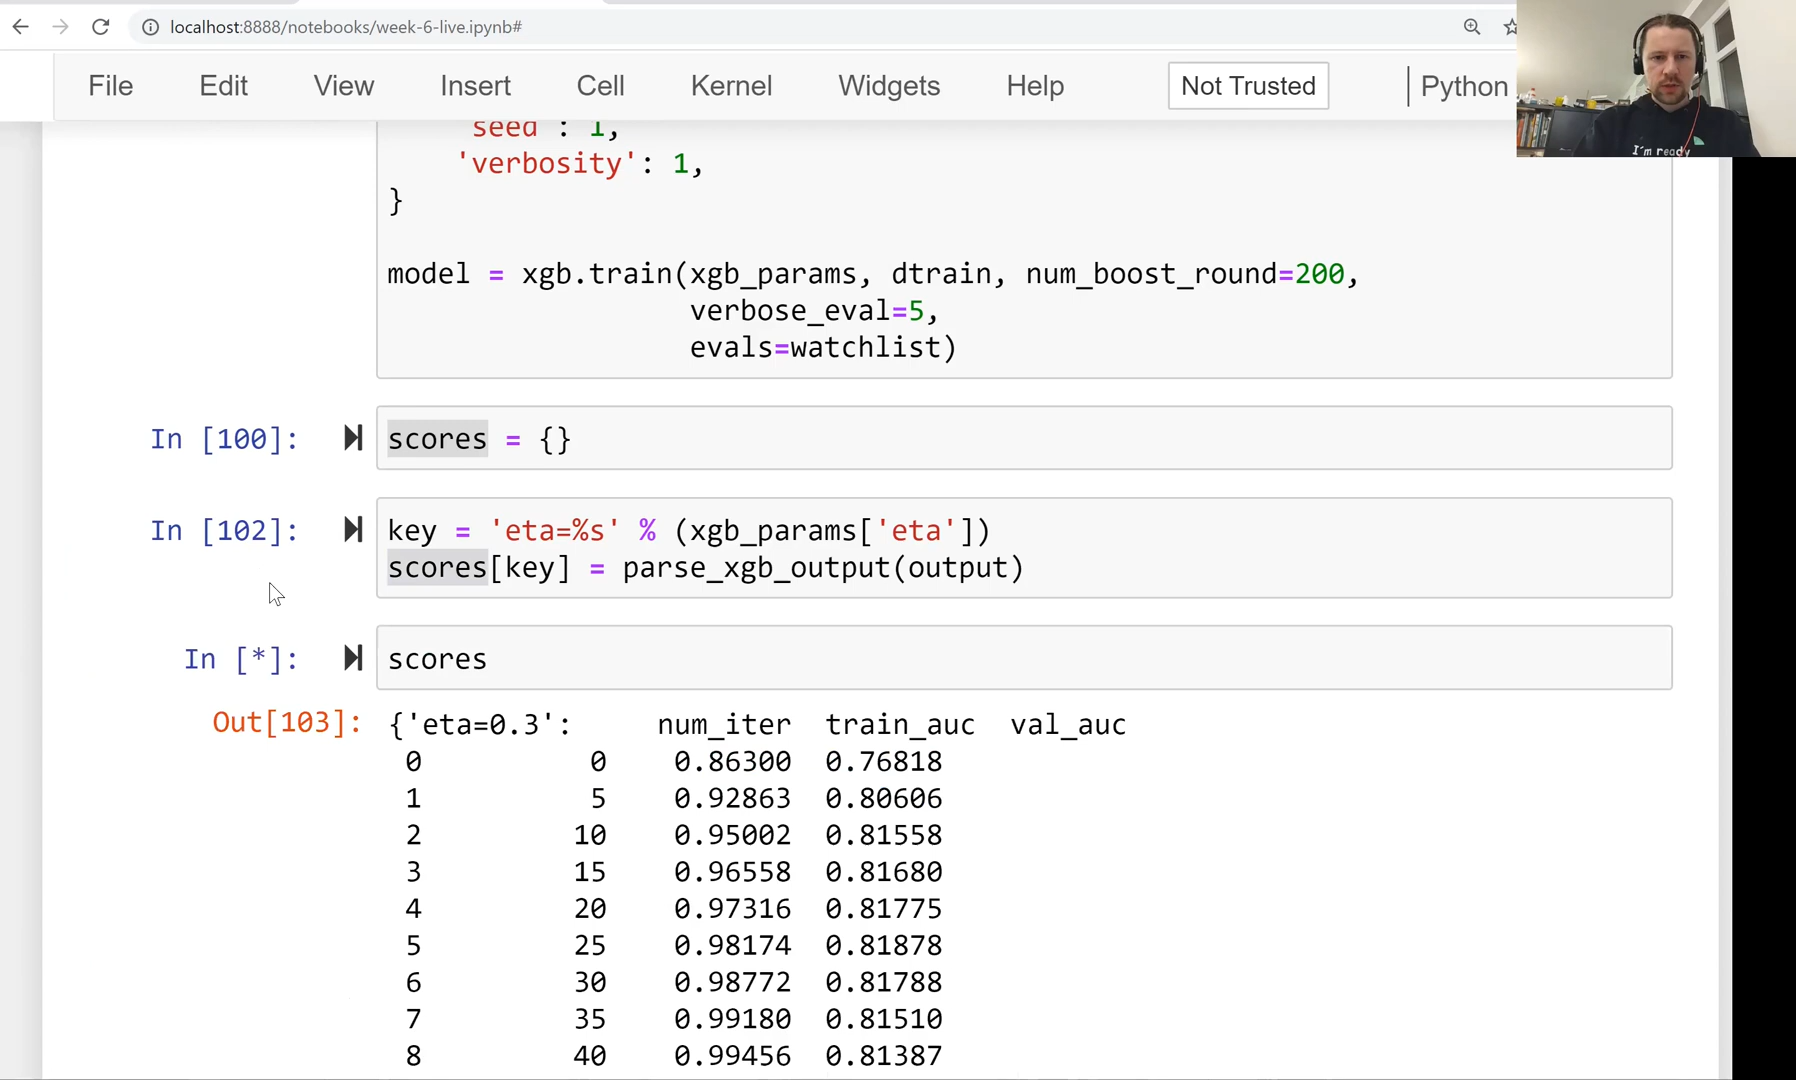 localhost:8888/notebooks/week-6-live.ipynb#
File Edit View Insert Cell Kernel Widgets Help Not Trusted Python
I'm ready
'seed': 1,
'verbosity': 1,
}
model = xgb.train(xgb_params, dtrain, num_boost_round=200,
verbose_eval=5,
evals=watchlist)
In [100]: scores = {}
In [102]: key = 'eta=%s' % (xgb_params['eta'])
scores[key] = parse_xgb_output(output)
In [*]: scores
Out[103]: {'eta=0.3': num_iter train_auc val_auc
0 0 0.86300 0.76818
1 5 0.92863 0.80606
2 10 0.95002 0.81558
3 15 0.96558 0.81680
4 20 0.97316 0.81775
5 25 0.98174 0.81878
6 30 0.98772 0.81788
7 35 0.99180 0.81510
8 40 0.99456 0.81387